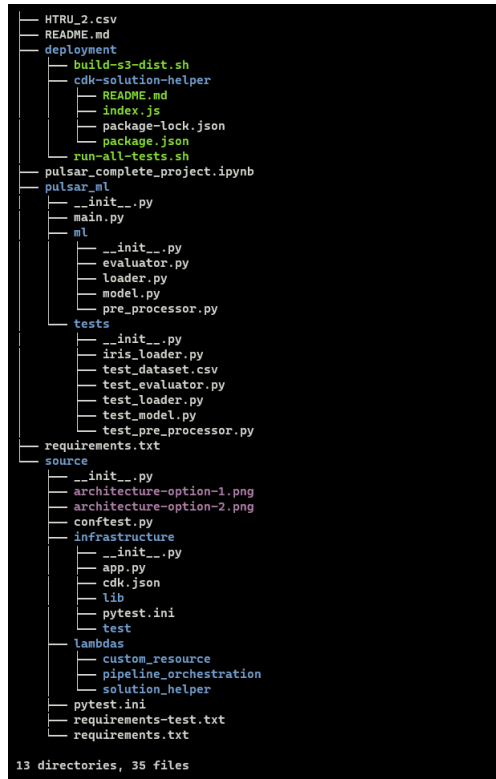 ├── HTRU_2.csv
├── README.md
├── deployment
│   ├── build-s3-dist.sh
│   ├── cdk-solution-helper
│   │   ├── README.md
│   │   ├── index.js
│   │   ├── package-lock.json
│   │   └── package.json
│   └── run-all-tests.sh
├── pulsar_complete_project.ipynb
├── pulsar_ml
│   ├── __init__.py
│   ├── main.py
│   ├── ml
│   │   ├── __init__.py
│   │   ├── evaluator.py
│   │   ├── loader.py
│   │   ├── model.py
│   │   └── pre_processor.py
│   └── tests
│       ├── __init__.py
│       ├── iris_loader.py
│       ├── test_dataset.csv
│       ├── test_evaluator.py
│       ├── test_loader.py
│       ├── test_model.py
│       └── test_pre_processor.py
├── requirements.txt
└── source
    ├── __init__.py
    ├── architecture-option-1.png
    ├── architecture-option-2.png
    ├── conftest.py
    ├── infrastructure
    │   ├── __init__.py
    │   ├── app.py
    │   ├── cdk.json
    │   ├── lib
    │   ├── pytest.ini
    │   └── test
    ├── lambdas
    │   ├── custom_resource
    │   ├── pipeline_orchestration
    │   └── solution_helper
    ├── pytest.ini
    ├── requirements-test.txt
    └── requirements.txt

13 directories, 35 files